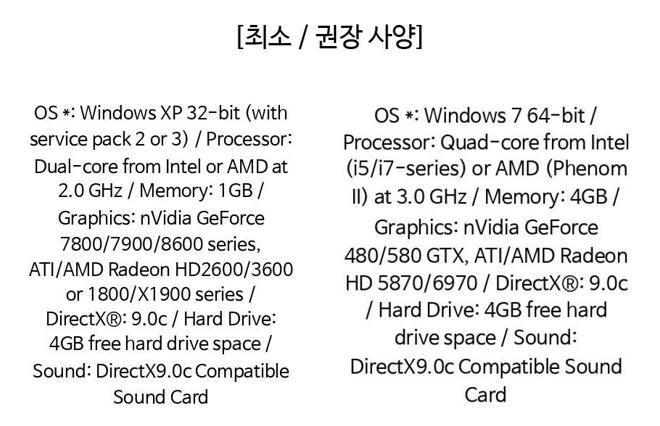 [최소 / 권장 사양]
OS *: Windows XP 32-bit (with
service pack 2 or 3) / Processor:
Dual-core from Intel or AMD at
2.0 GHz / Memory: 1GB /
Graphics: nVidia GeForce
7800/7900/8600 series,
ATI/AMD Radeon HD2600/3600
or 1800/X1900 series /
DirectX®: 9.0c / Hard Drive:
4GB free hard drive space /
Sound: DirectX9.0c Compatible
Sound Card
OS *: Windows 7 64-bit /
Processor: Quad-core from Intel
(i5/i7-series) or AMD (Phenom
II) at 3.0 GHz / Memory: 4GB /
Graphics: nVidia GeForce
480/580 GTX, ATI/AMD Radeon
HD 5870/6970 / DirectX®: 9.0c
/ Hard Drive: 4GB free hard
drive space / Sound:
DirectX9.0c Compatible Sound
Card